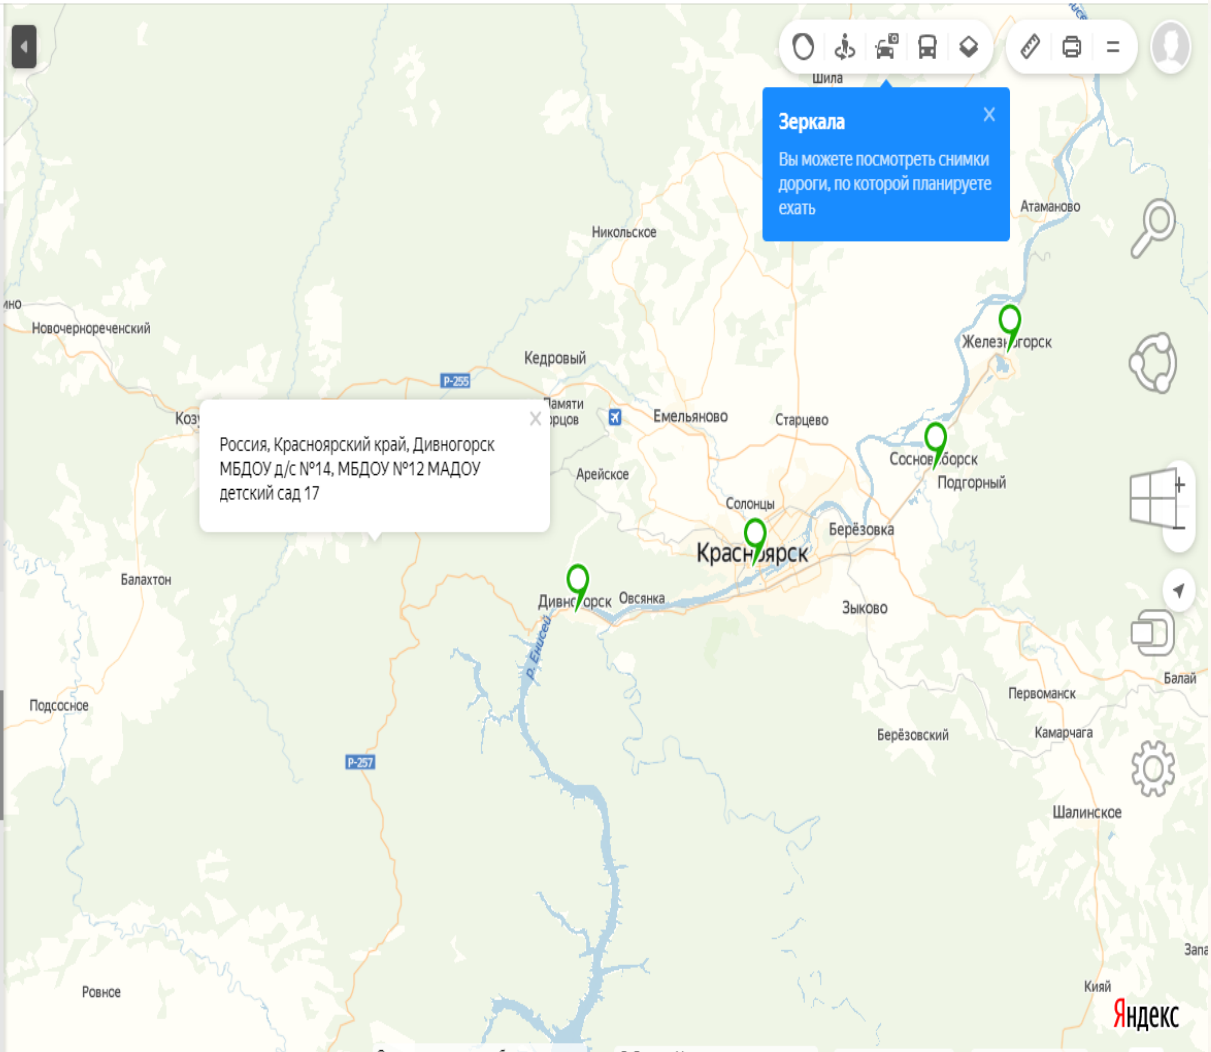 Шила
Зеркала
Вы можете посмотреть снимки
дороги, по которой планируете
ехать
Атаманово
Никольское
Новочернореченский
Железногорск
Кедровый
Р-255
Емельяново
Старцево
Россия, Красноярский край, Дивногорск
МБДОУ д/с №14, МБДОУ №12 МАДОУ
детский сад 17
Памяти
Арейское
Сосновоборск
Подгорный
Солонцы
Берёзовка
Красноярск
Балахтон
Дивногорск
Овсянка
Зыково
р. Енисей
Балай
Первоманск
Подсосное
Берёзовский
Камарчага
Р-257
Шалинское
Ровное
Кияй
Яндекс